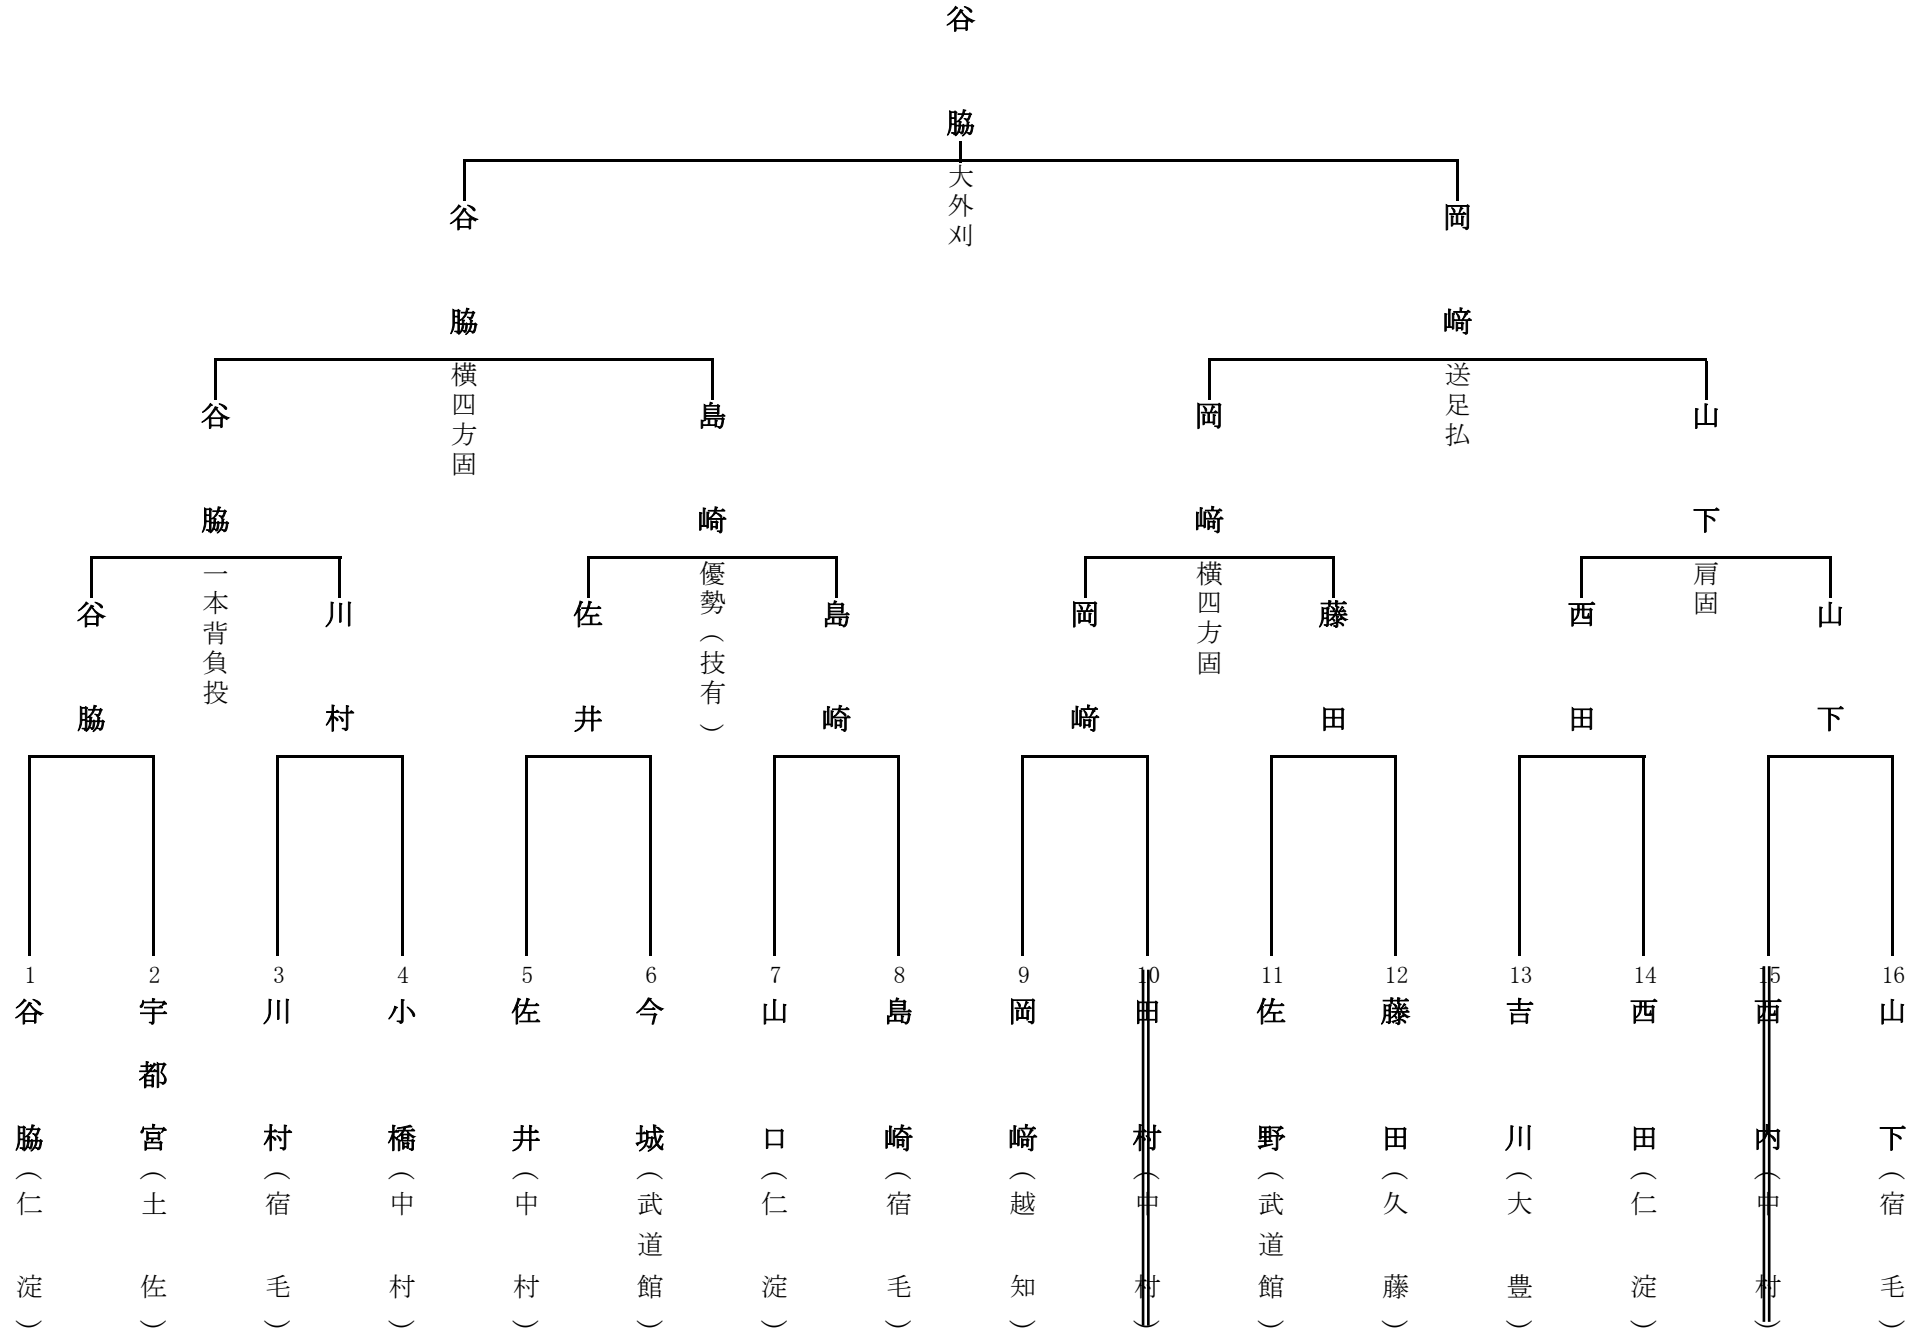 谷脇
大外刈
谷脇
岡﨑
横四方固
送足払
谷脇
島崎
岡﨑
山下
一本背負投
優勢（技有）
横四方固
肩固
谷脇
川村
佐井
島崎
岡﨑
藤田
西田
山下
1 谷脇（仁淀）
2 宇都宮（土佐）
3 川村（宿毛）
4 小橋（中村）
5 佐井（中村）
6 今城（武道館）
7 山口（仁淀）
8 島崎（宿毛）
9 岡﨑（越知）
10 田村（中村）
11 佐野（武道館）
12 藤田（久藤）
13 吉川（大豊）
14 西田（仁淀）
15 西内（中村）
16 山下（宿毛）